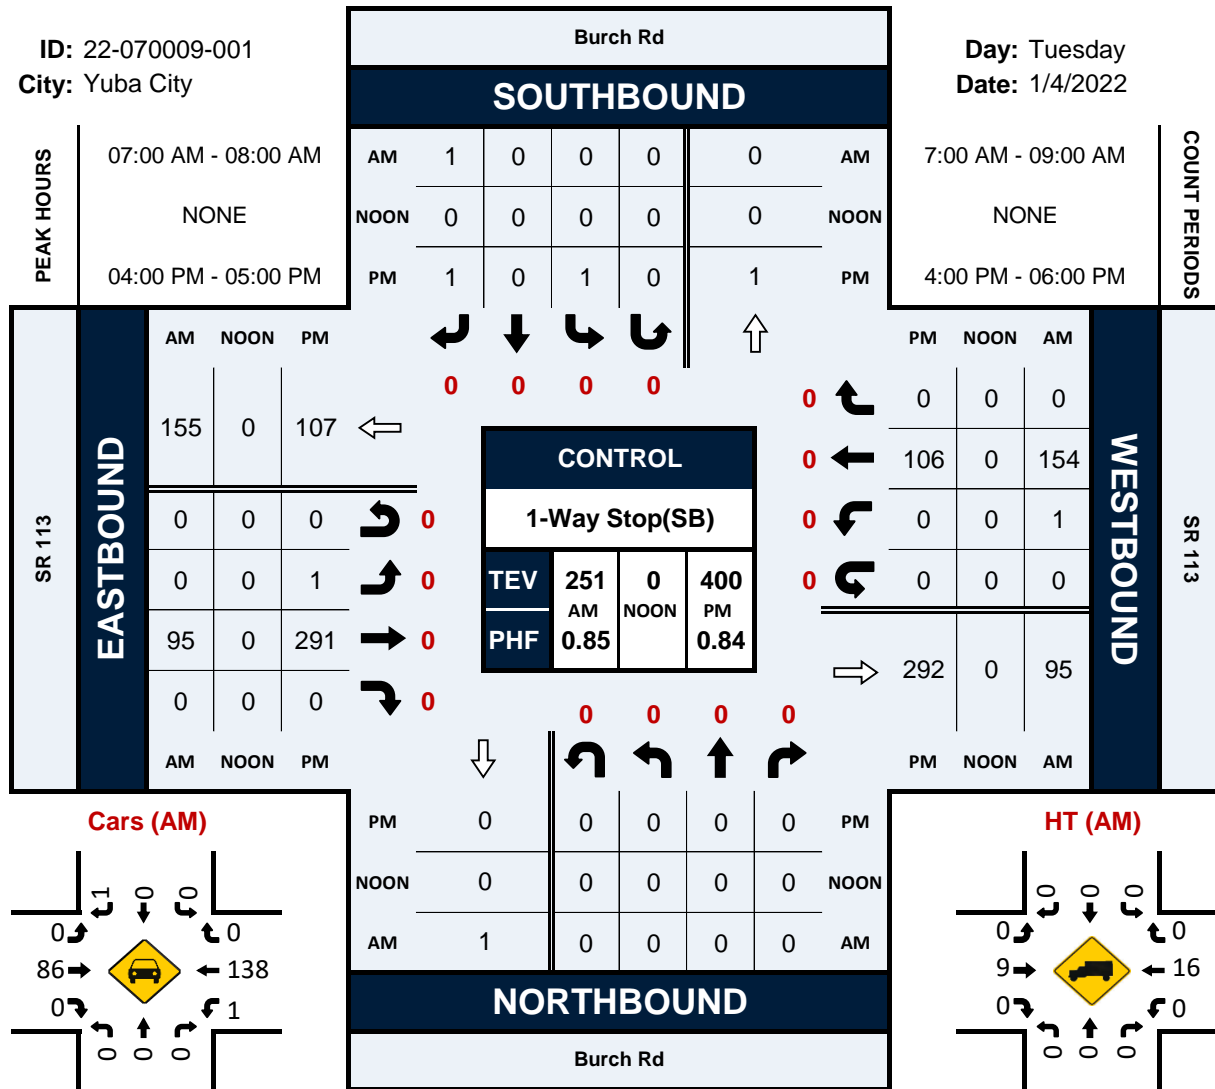 Burch Rd
ID: 22-070009-001
City: Yuba City
Day: Tuesday
Date: 1/4/2022
SOUTHBOUND
PEAK HOURS
07:00 AM - 08:00 AM
NONE
04:00 PM - 05:00 PM
AM 1 0 0 0 0 AM
NOON 0 0 0 0 0 NOON
PM 1 0 1 0 1 PM
7:00 AM - 09:00 AM
NONE
4:00 PM - 06:00 PM
COUNT PERIODS
0 0 0 0
SR 113
EASTBOUND
AM NOON PM
155 0 107
0 0 0 0
0 0 1 0
95 0 291 0
0 0 0 0
AM NOON PM
CONTROL
1-Way Stop(SB)
TEV 251 0 400
AM NOON PM
PHF 0.85 0.84
PM NOON AM
0 0 0 0
0 106 0 154
0 0 0 1
0 0 0 0
292 0 95
PM NOON AM
WESTBOUND
SR 113
0 0 0 0
PM 0 0 0 0 0 PM
NOON 0 0 0 0 0 NOON
AM 1 0 0 0 0 AM
NORTHBOUND
Burch Rd
Cars (AM)
1 0 0
0 0
86 138
0 1
0 0 0
HT (AM)
0 0 0
0 0
9 16
0 0
0 0 0